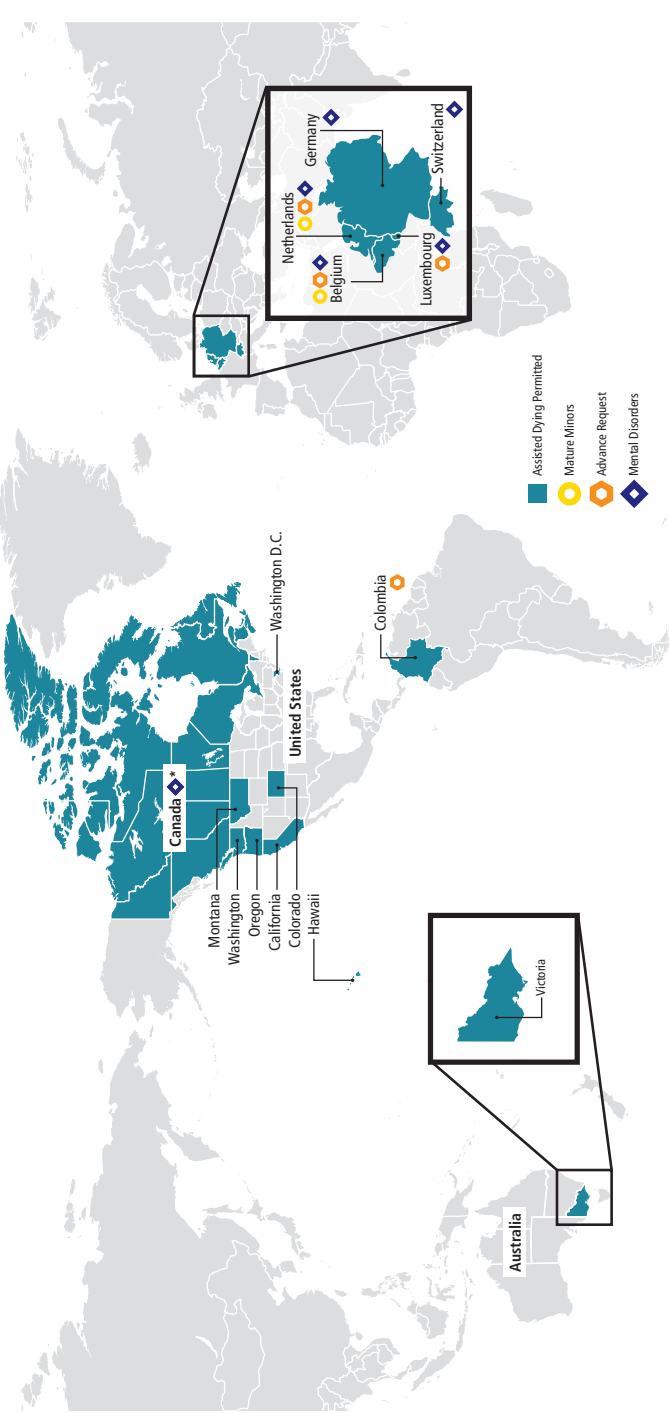 Canada *
Montana
Washington
Oregon
California
Colorado
Hawaii
United States
Washington D.C.
Colombia
Netherlands
Germany
Belgium
Luxembourg
Switzerland
Australia
Victoria
Assisted Dying Permitted
Mature Minors
Advance Request
Mental Disorders